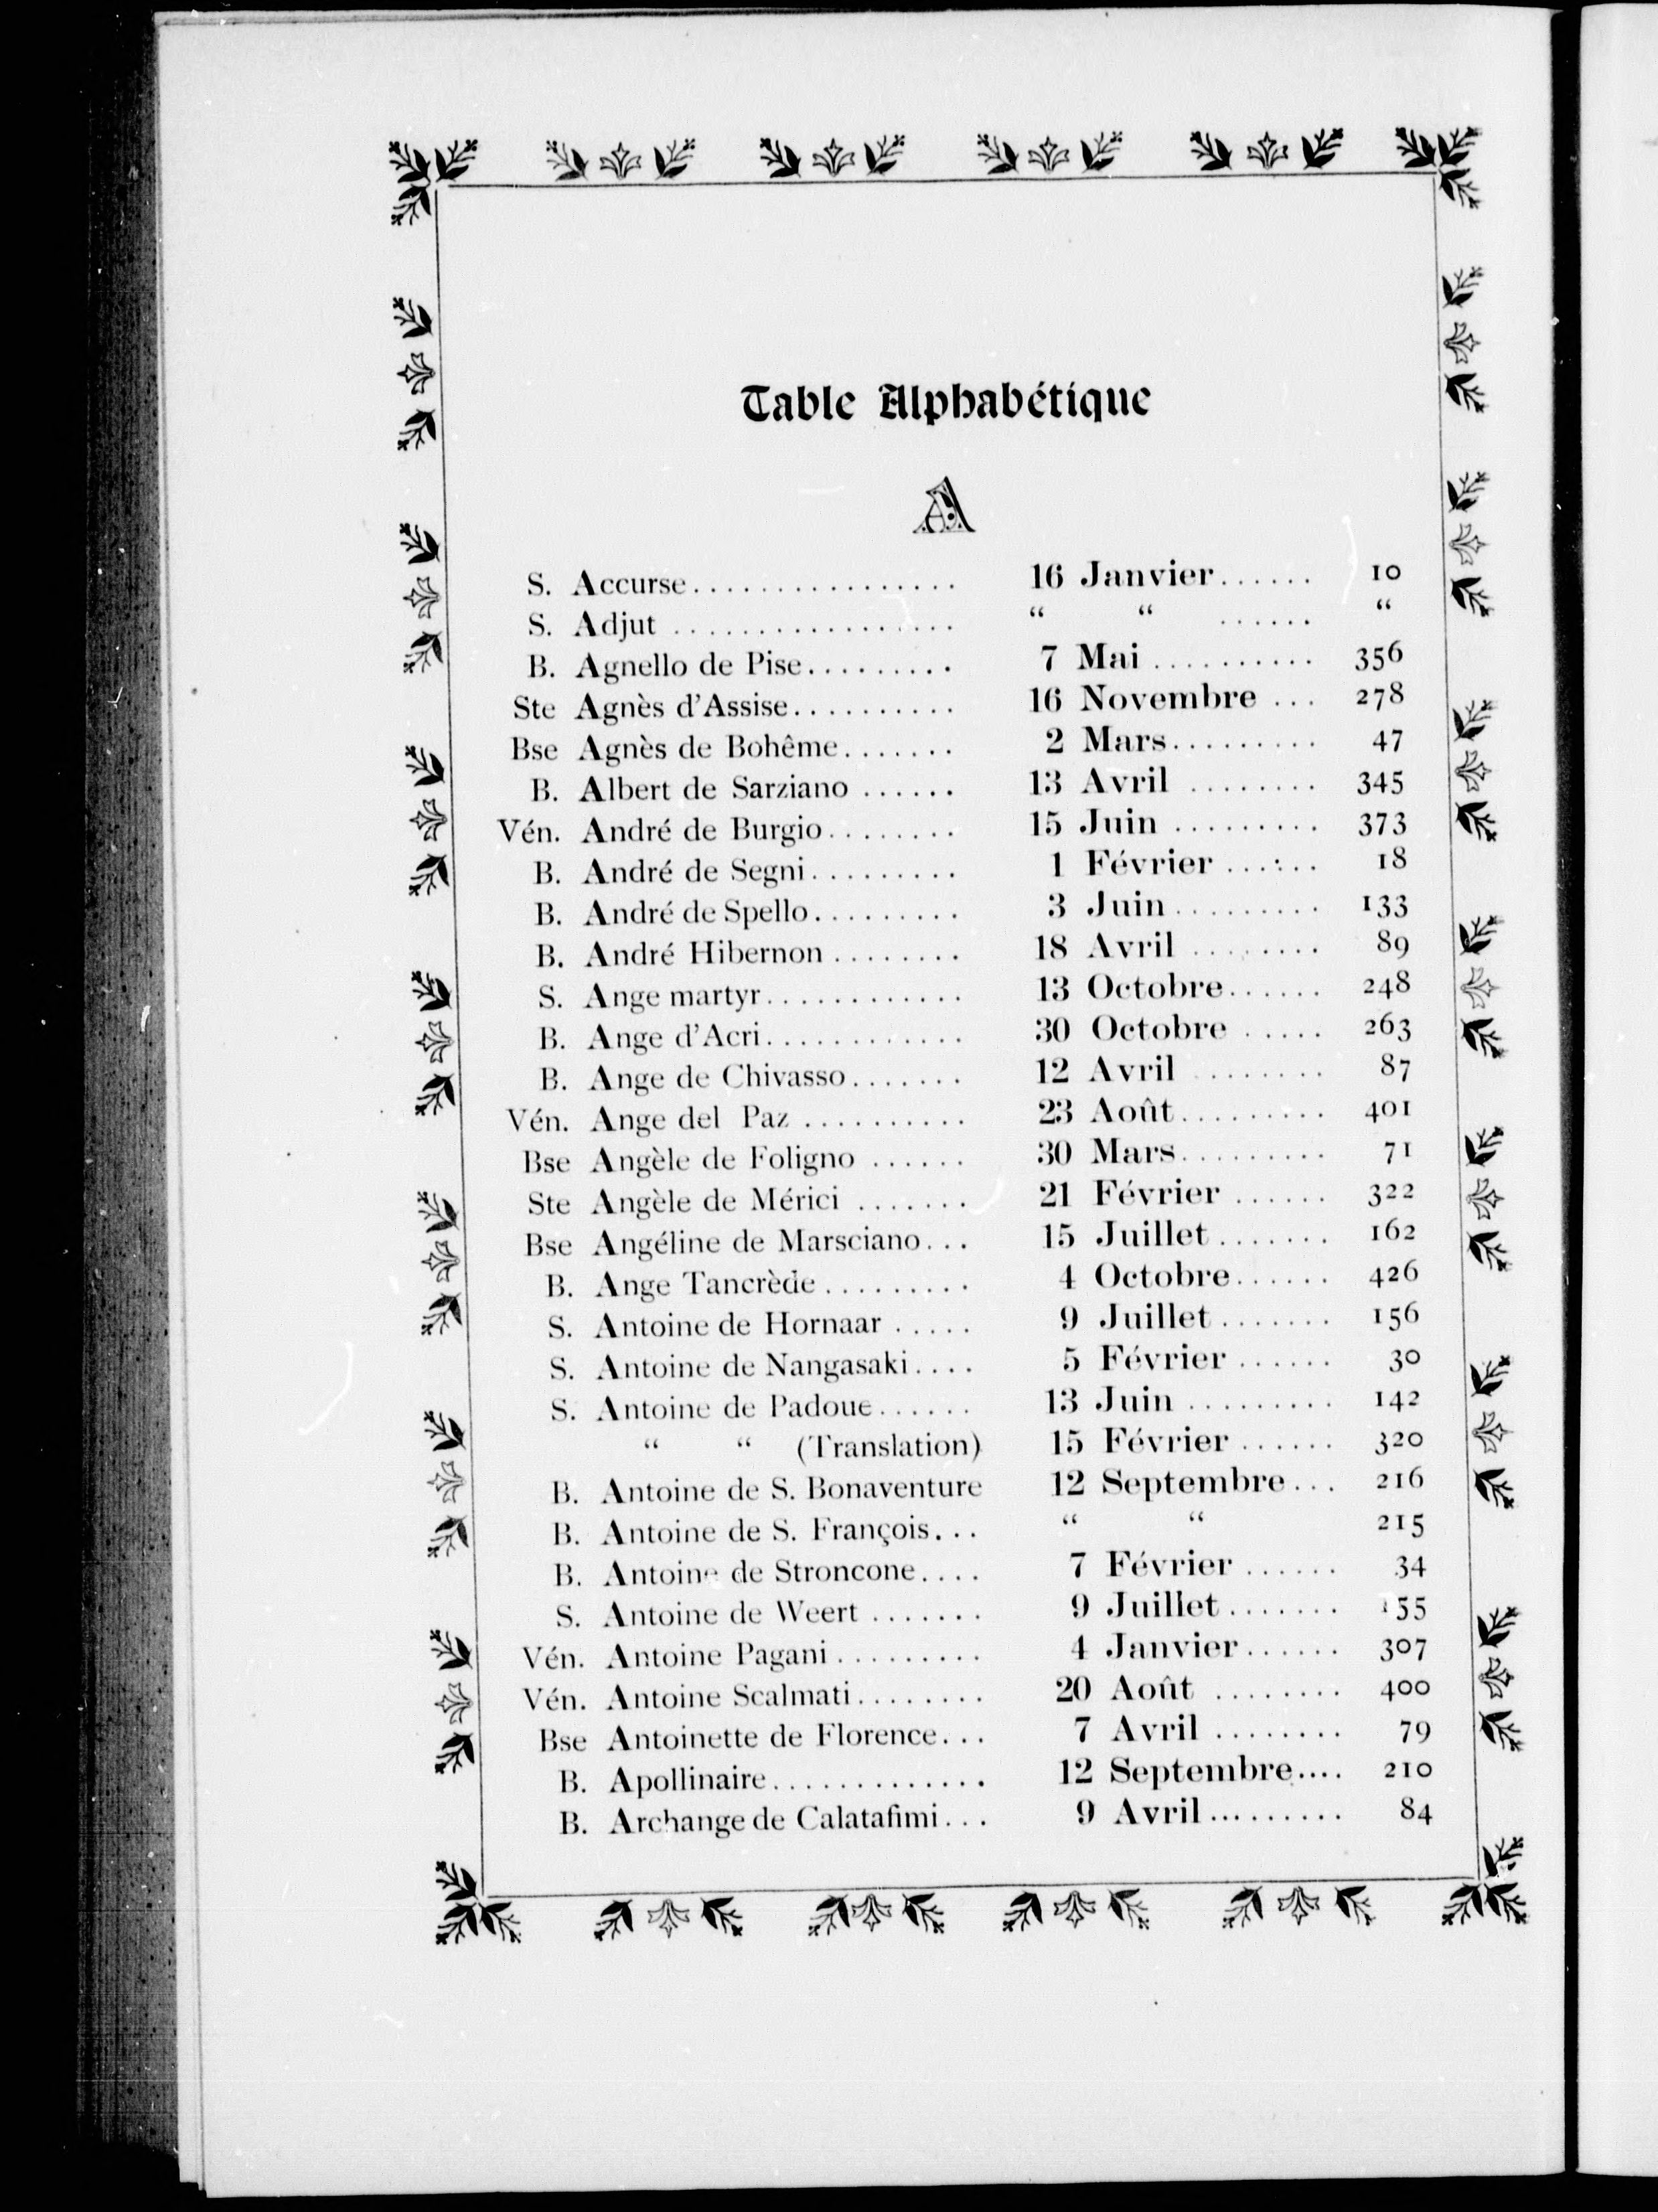 Table Alphabétique
A
S. Accurse................ 16 Janvier...... 10
S. Adjut ................. “ “ ...... “
B. Agnello de Pise......... 7 Mai .......... 356
Ste Agnès d'Assise.......... 16 Novembre ... 278
Bse Agnès de Bohême....... 2 Mars......... 47
B. Albert de Sarziano ...... 13 Avril ........ 345
Vén. André de Burgio........ 15 Juin ......... 373
B. André de Segni......... 1 Février ...... 18
B. André de Spello......... 3 Juin......... 133
B. André Hibernon ........ 18 Avril ........ 89
S. Ange martyr............ 13 Octobre...... 248
B. Ange d'Acri............ 30 Octobre ..... 263
B. Ange de Chivasso....... 12 Avril ........ 87
Vén. Ange del Paz .......... 23 Août......... 401
Bse Angèle de Foligno ...... 30 Mars......... 71
Ste Angèle de Mérici ....... 21 Février ...... 322
Bse Angéline de Marsciano... 15 Juillet....... 162
B. Ange Tancrède......... 4 Octobre...... 426
S. Antoine de Hornaar ..... 9 Juillet....... 156
S. Antoine de Nangasaki.... 5 Février ...... 30
S. Antoine de Padoue...... 13 Juin ......... 142
“ “ (Translation) 15 Février ...... 320
B. Antoine de S. Bonaventure 12 Septembre... 216
B. Antoine de S. François... “ “ 215
B. Antoine de Stroncone.... 7 Février ...... 34
S. Antoine de Weert ....... 9 Juillet....... 155
Vén. Antoine Pagani......... 4 Janvier...... 307
Vén. Antoine Scalmati........ 20 Août ........ 400
Bse Antoinette de Florence... 7 Avril ........ 79
B. Apollinaire............. 12 Septembre.... 210
B. Archange de Calatafimi... 9 Avril......... 84